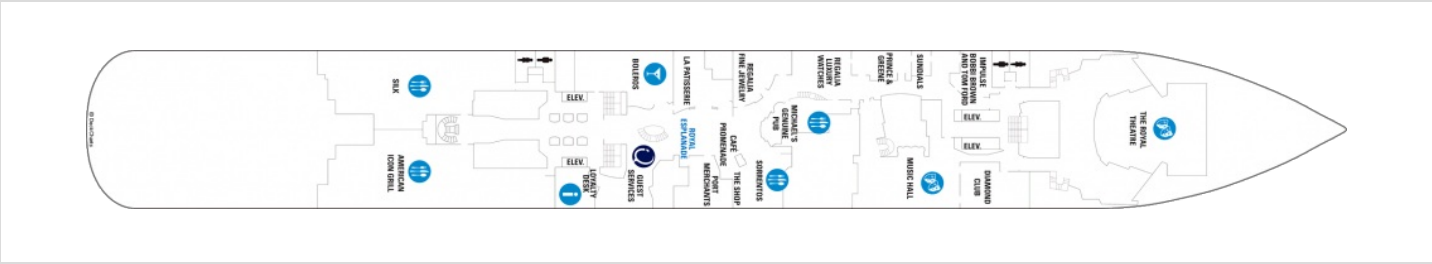 SILK
AMERICAN
ICON GRILL
ELEV.
ELEV.
LOYALTY
DESK
BOLEROS
GUEST
SERVICES
LA PATISSERIE
ROYAL
ESPLANADE
PORT
MERCHANTS
CAFÉ
PROMENADE
THE SHOP
REGALIA
FINE JEWELRY
SORRENTOS
MICHAEL'S
GENUINE
PUB
REGALIA
LUXURY
WATCHES
PRINCE &
GREENE
SUNDIALS
MUSIC HALL
IMPULSE
BOBBI BROWN
AND TOM FORD
ELEV.
ELEV.
DIAMOND
CLUB
THE ROYAL
THEATRE